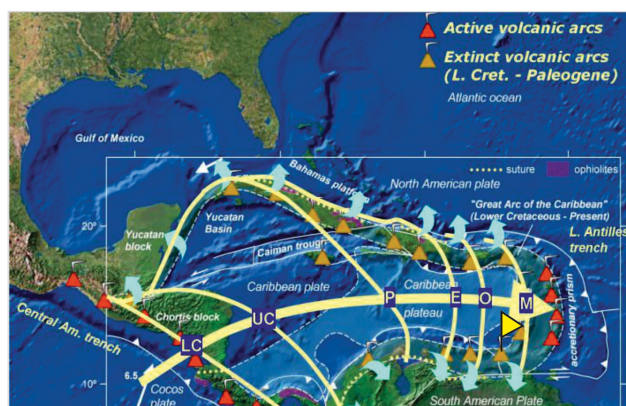 Active volcanic arcs
Extinct volcanic arcs
(L. Cret. - Paleogene)
Atlantic ocean
Gulf of Mexico
Bahamas platform
suture
ophiolites
North American plate
"Great Arc of the Caribbean"
(Lower Cretaceous - Present)
20°
Yucatan
block
Yucatan
Basin
L. Antilles
trench
Caiman trough
Caribbean plate
Caribbean
plateau
P
E
O
M
accretionary prism
Chortis block
UC
Central Am. trench
LC
6.5
10°
Cocos
plate
South American Plate